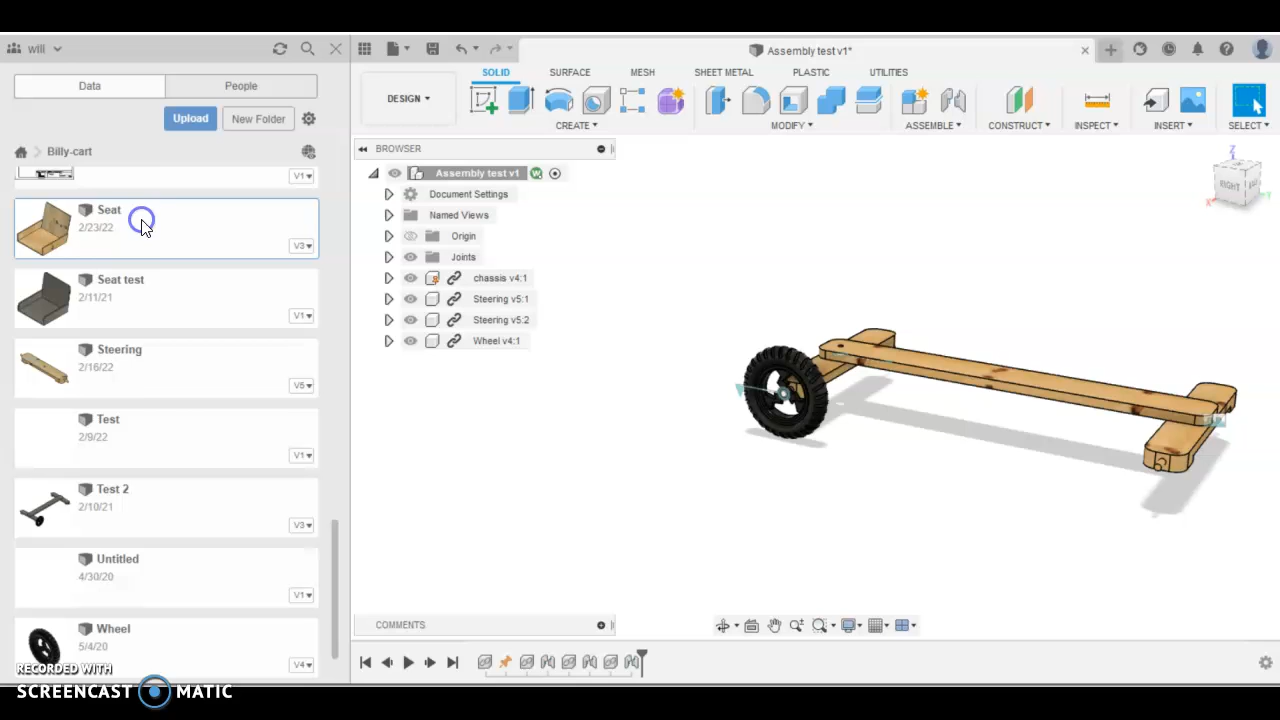 will
Assembly test v1*
Data
People
SOLID
SURFACE
MESH
SHEET METAL
PLASTIC
UTILITIES
Upload
New Folder
DESIGN
CREATE
MODIFY
ASSEMBLE
CONSTRUCT
INSPECT
INSERT
SELECT
Billy-cart
BROWSER
V1
Assembly test v1
Document Settings
Named Views
Origin
Joints
chassis v4:1
Steering v5:1
Steering v5:2
Wheel v4:1
Z
RIGHT
X
Y
Seat
2/23/22
V3
Seat test
2/11/21
V1
Steering
2/16/22
V5
Test
2/9/22
V1
Test 2
2/10/21
V3
Untitled
4/30/20
V1
Wheel
5/4/20
V4
COMMENTS
RECORDED WITH
SCREENCAST MATIC